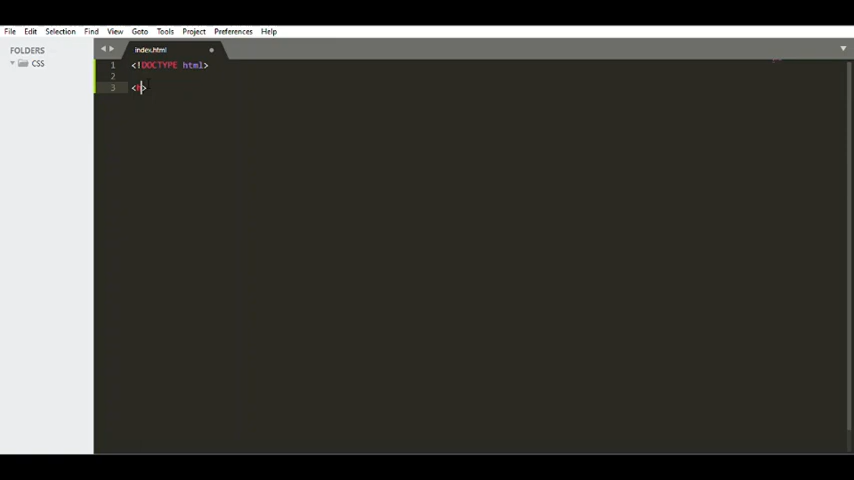 File Edit Selection Find View Goto Tools Project Preferences Help
FOLDERS
CSS
index.html
1 <!DOCTYPE html>
2
3 <h>